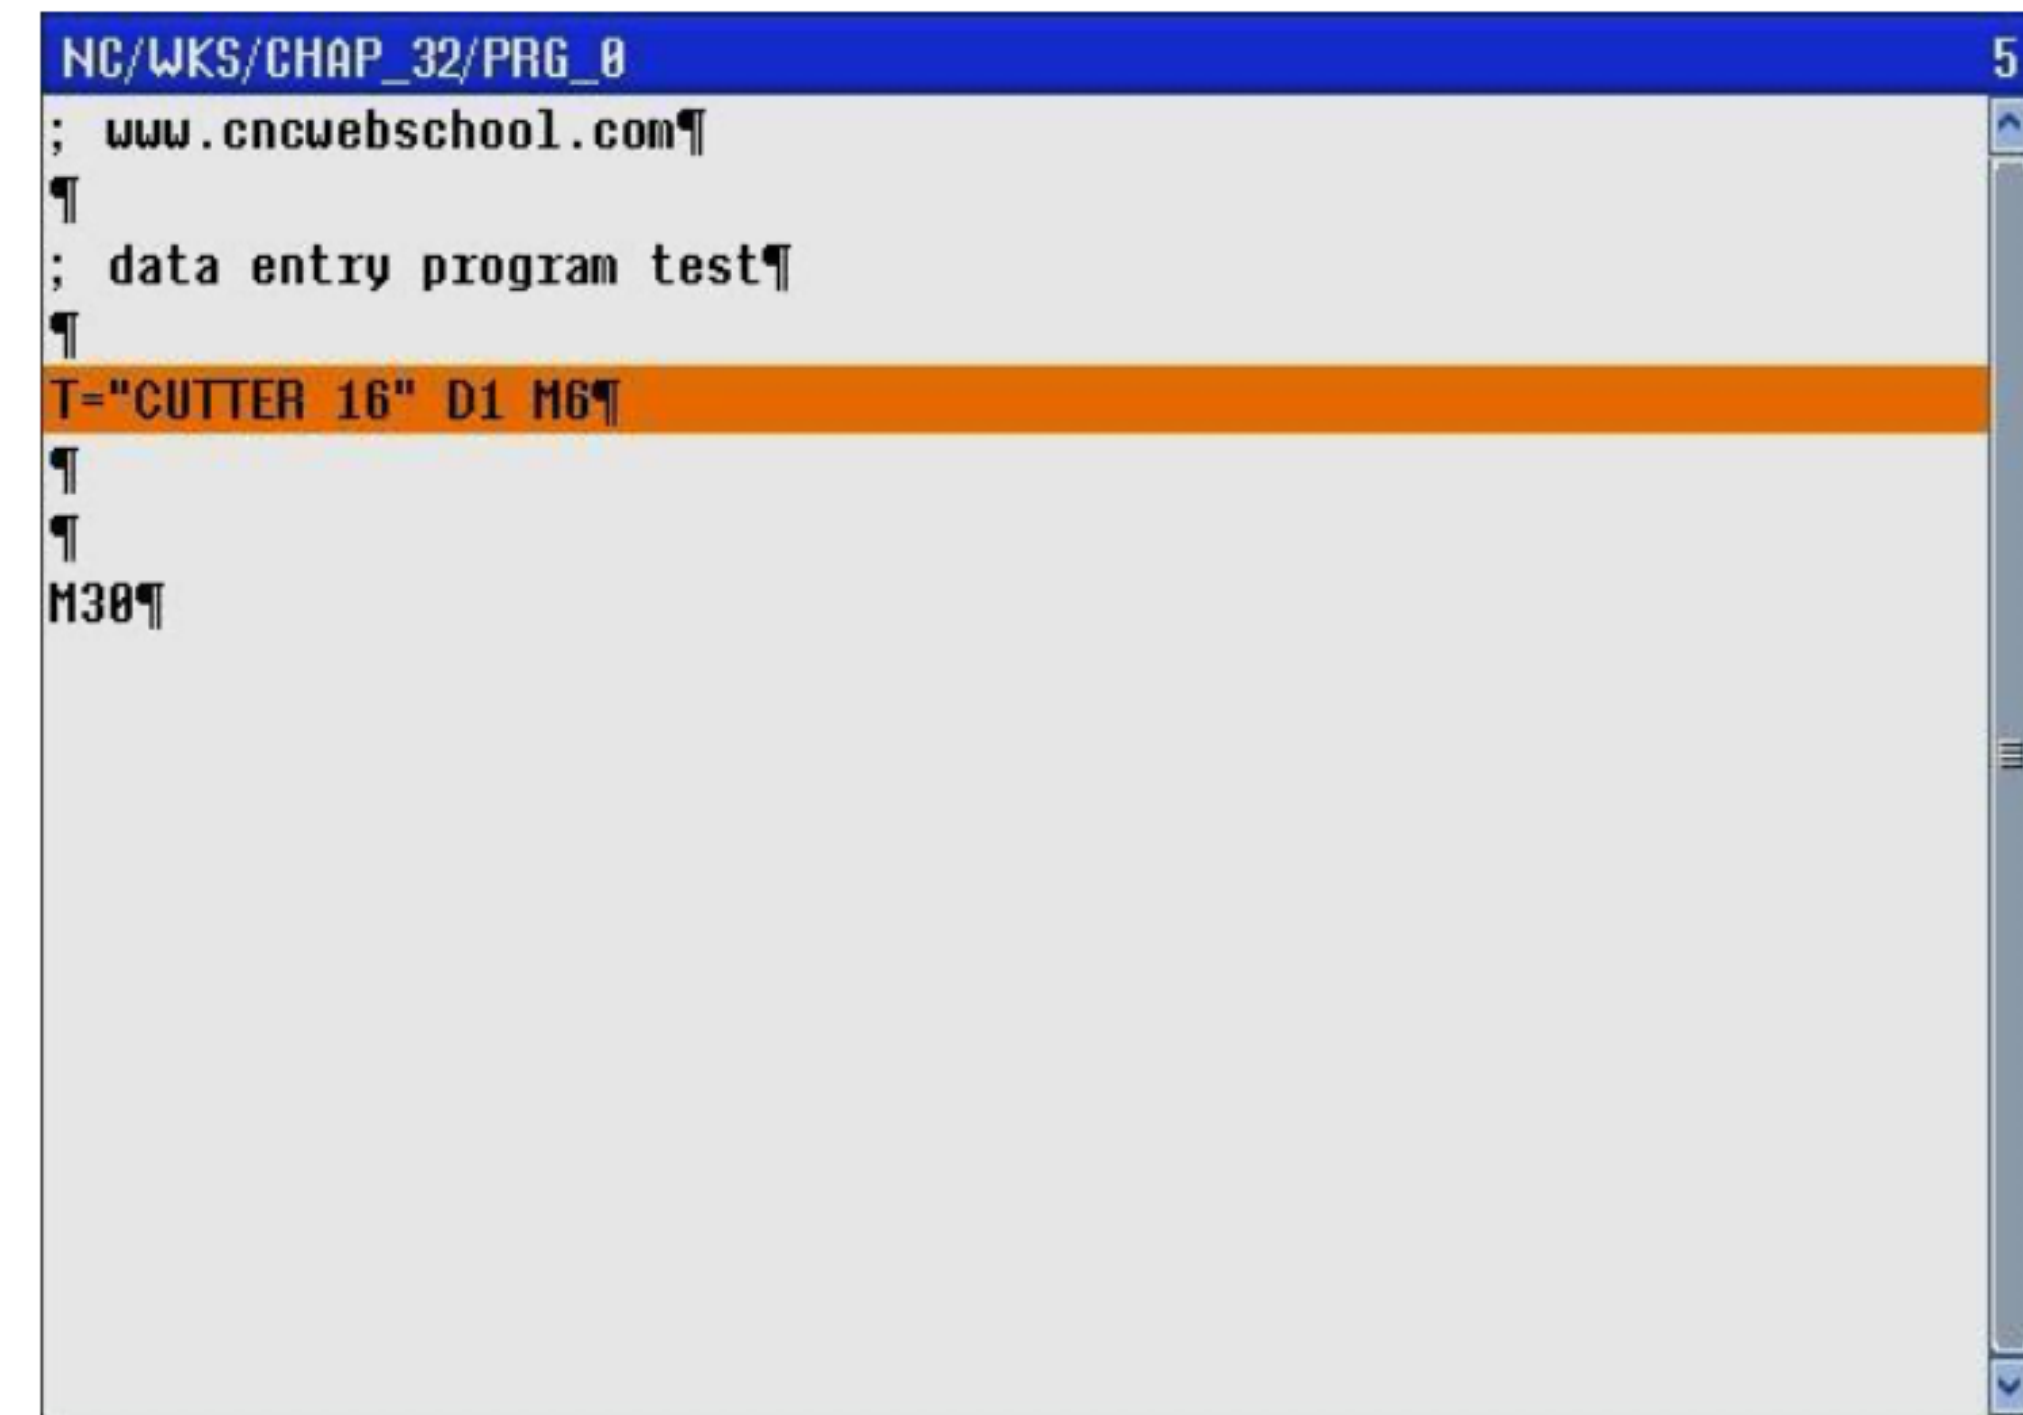 NC/WKS/CHAP_32/PRG_0 5
; www.cncwebschool.com¶
¶
; data entry program test¶
¶
T="CUTTER 16" D1 M6¶
¶
¶
M30¶